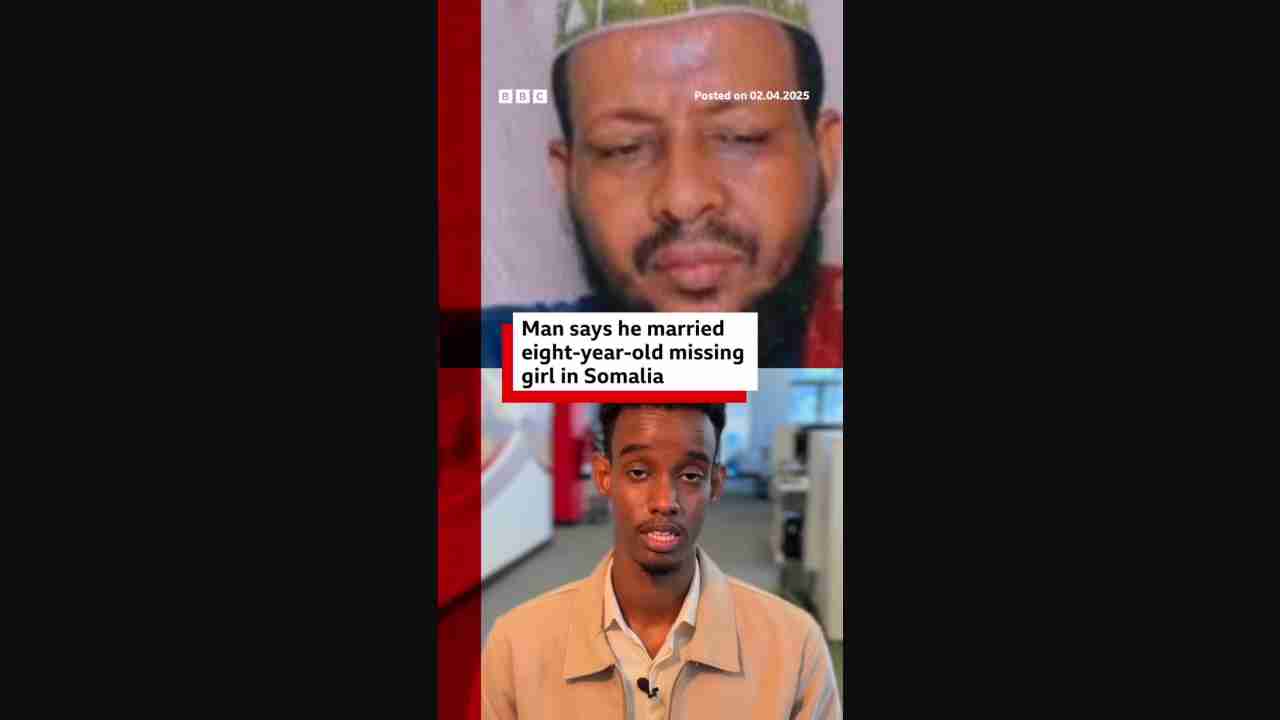 BBC
Posted on 02.04.2025
Man says he married
eight-year-old missing
girl in Somalia